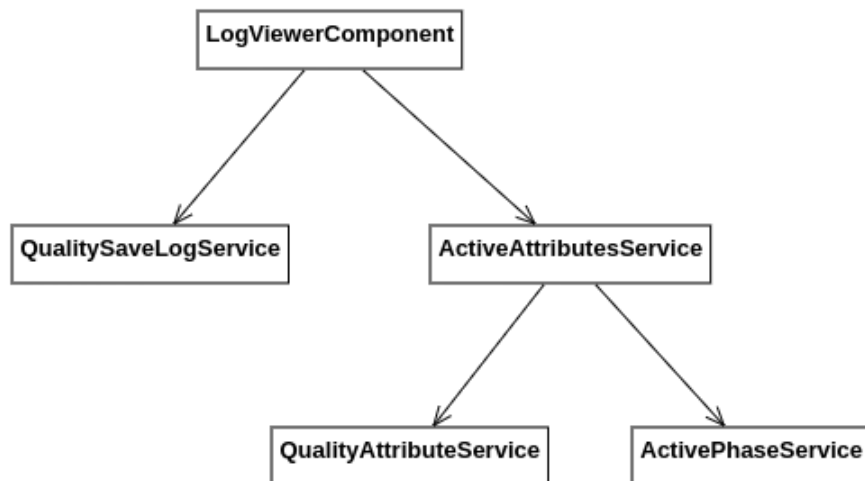 LogViewerComponent
QualitySaveLogService
ActiveAttributesService
QualityAttributeService
ActivePhaseService